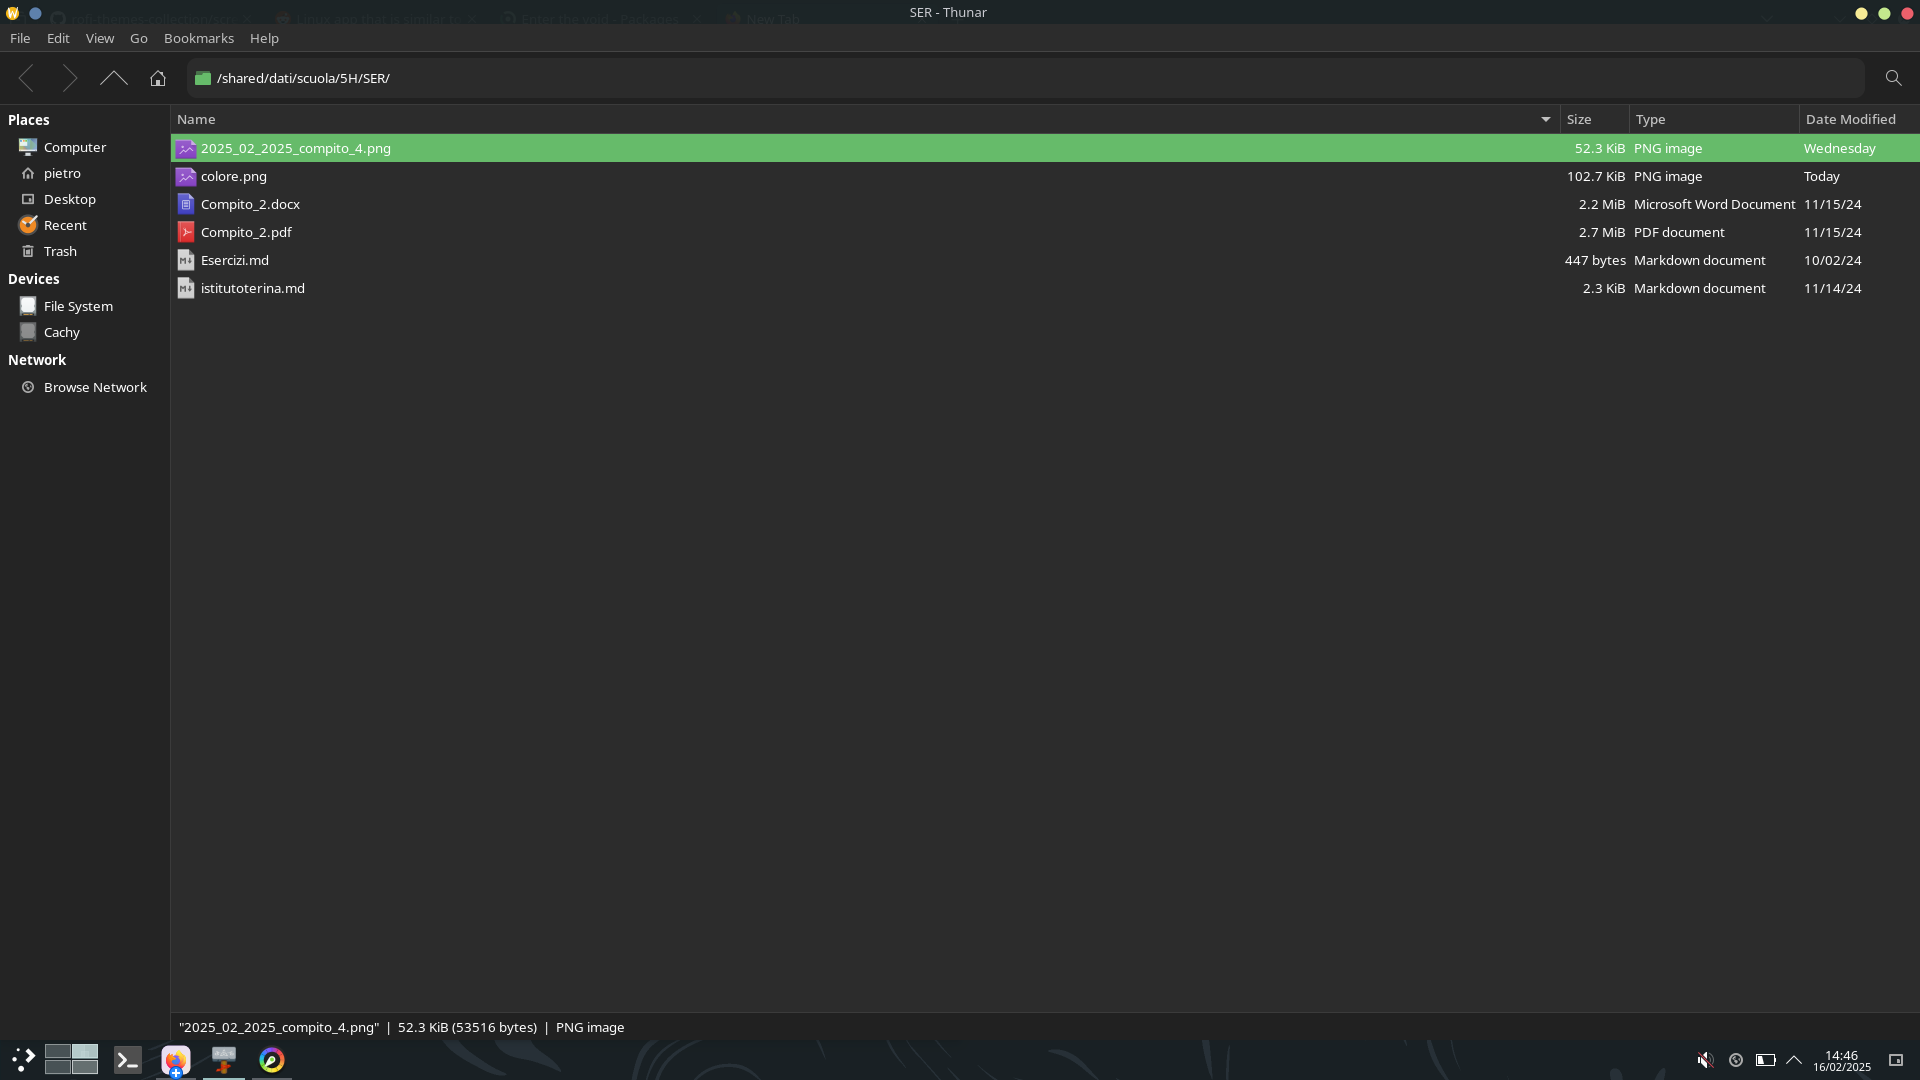 SER - Thunar
File Edit View Go Bookmarks Help
/shared/dati/scuola/5H/SER/
Places
Computer
pietro
Desktop
Recent
Trash
Devices
File System
Cachy
Network
Browse Network
Name Size Type Date Modified
2025_02_2025_compito_4.png 52.3 KiB PNG image Wednesday
colore.png 102.7 KiB PNG image Today
Compito_2.docx 2.2 MiB Microsoft Word Document 11/15/24
Compito_2.pdf 2.7 MiB PDF document 11/15/24
Esercizi.md 447 bytes Markdown document 10/02/24
istitutoterina.md 2.3 KiB Markdown document 11/14/24
"2025_02_2025_compito_4.png" | 52.3 KiB (53516 bytes) | PNG image
14:46
16/02/2025